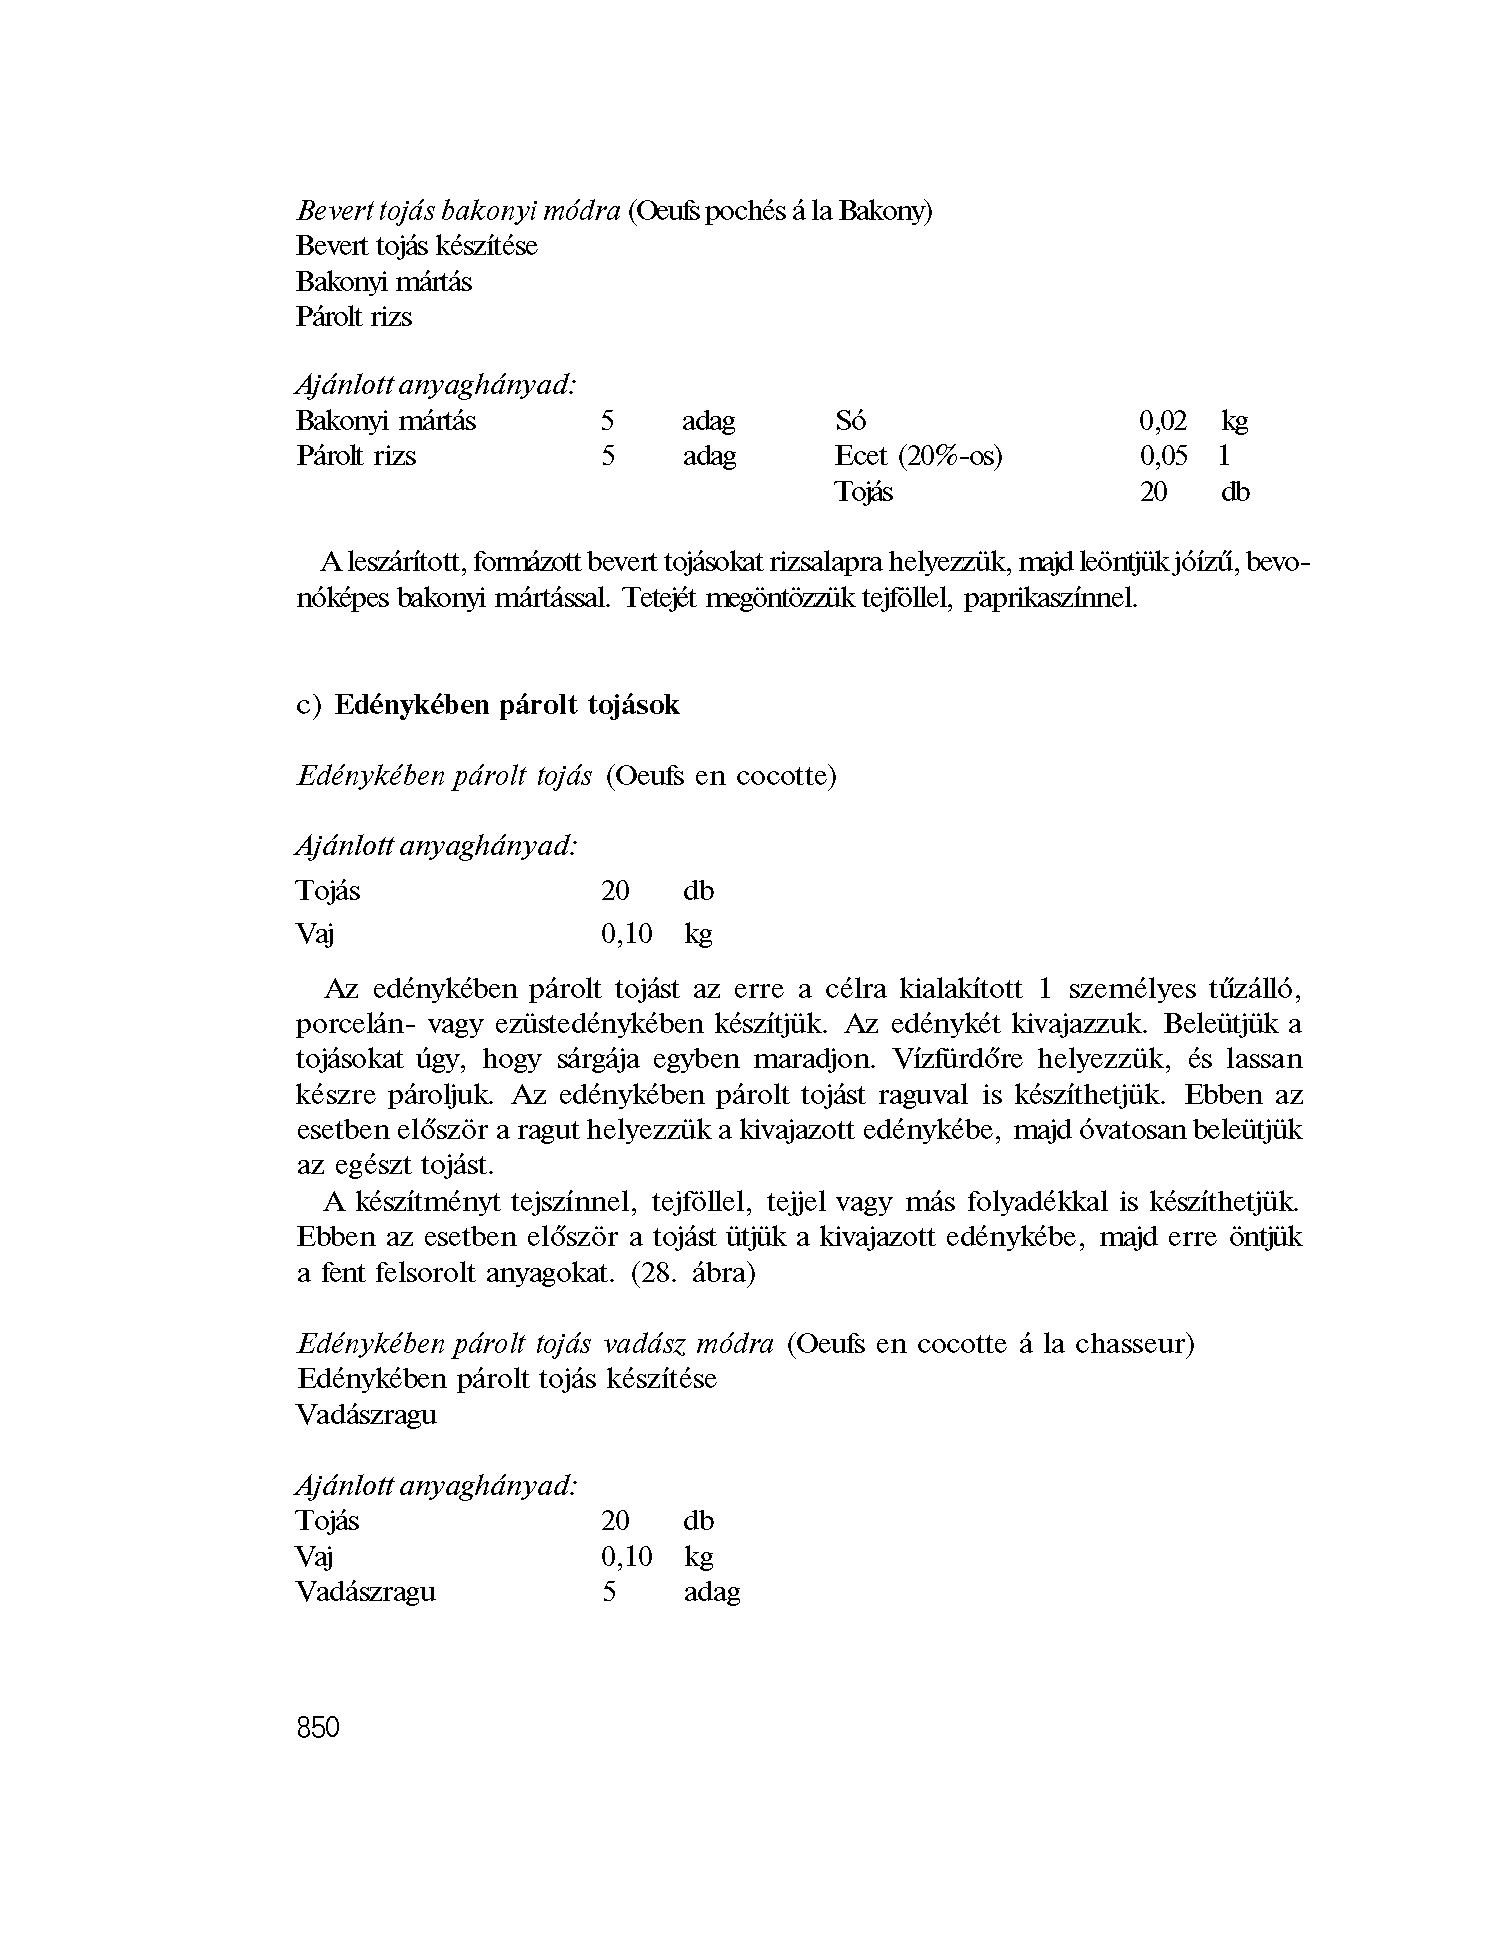 Bevert tojás bakonyi módra (Oeufs pochés á la Bakony)
Bevert tojás készítése
Bakonyi mártás
Párolt rizs
Ajánlott anyaghányad:
Bakonyi mártás 5 adag Só 0,02 kg
Párolt rizs 5 adag Ecet (20%-os) 0,05 1
Tojás 20 db
A leszárított, formázott bevert tojásokat rizsalapra helyezzük, majd leöntjük jóízű, bevo-
nóképes bakonyi mártással. Tetejét megöntözzük tejföllel, paprikaszínnel.
c) Edénykében párolt tojások
Edénykében párolt tojás (Oeufs en cocotte)
Ajánlott anyaghányad:
Tojás 20 db
Vaj 0,10 kg
Az edénykében párolt tojást az erre a célra kialakított 1 személyes tűzálló,
porcelán- vagy ezüstedénykében készítjük. Az edénykét kivajazzuk. Beleütjük a
tojásokat úgy, hogy sárgája egyben maradjon. Vízfürdőre helyezzük, és lassan
készre pároljuk. Az edénykében párolt tojást raguval is készíthetjük. Ebben az
esetben először a ragut helyezzük a kivajazott edénykébe, majd óvatosan beleütjük
az egészt tojást.
A készítményt tejszínnel, tejföllel, tejjel vagy más folyadékkal is készíthetjük.
Ebben az esetben először a tojást ütjük a kivajazott edénykébe, majd erre öntjük
a fent felsorolt anyagokat. (28. ábra)
Edénykében párolt tojás vadász módra (Oeufs en cocotte á la chasseur)
Edénykében párolt tojás készítése
Vadászragu
Ajánlott anyaghányad:
Tojás 20 db
Vaj 0,10 kg
Vadászragu 5 adag
850